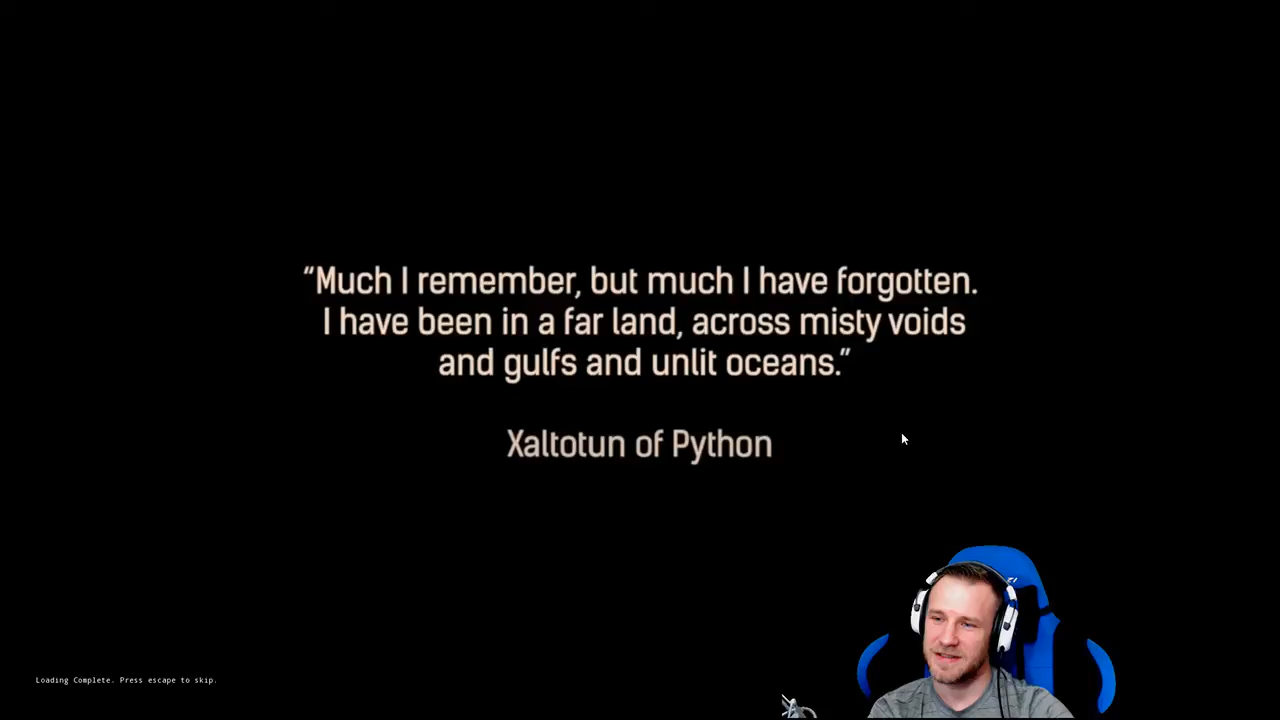 “Much I remember, but much I have forgotten.
I have been in a far land, across misty voids
and gulfs and unlit oceans.”
Xaltotun of Python
Loading Complete. Press escape to skip.